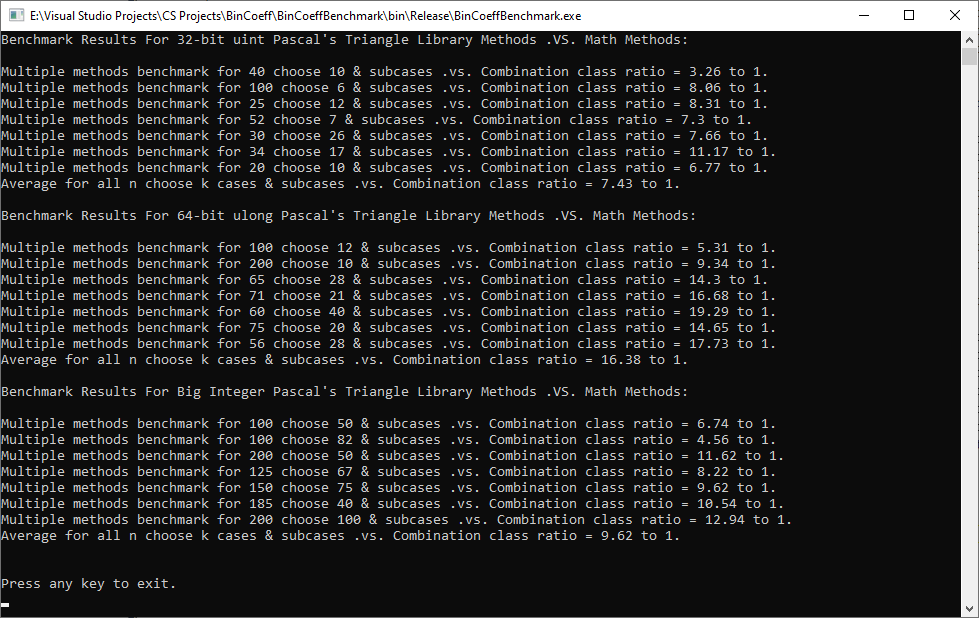 E:\Visual Studio Projects\CS Projects\BinCoeff\BinCoeffBenchmark\bin\Release\BinCoeffBenchmark.exe
Benchmark Results For 32-bit uint Pascal's Triangle Library Methods .VS. Math Methods:
Multiple methods benchmark for 40 choose 10 & subcases .vs. Combination class ratio = 3.26 to 1.
Multiple methods benchmark for 100 choose 6 & subcases .vs. Combination class ratio = 8.06 to 1.
Multiple methods benchmark for 25 choose 12 & subcases .vs. Combination class ratio = 8.31 to 1.
Multiple methods benchmark for 52 choose 7 & subcases .vs. Combination class ratio = 7.3 to 1.
Multiple methods benchmark for 30 choose 26 & subcases .vs. Combination class ratio = 7.66 to 1.
Multiple methods benchmark for 34 choose 17 & subcases .vs. Combination class ratio = 11.17 to 1.
Multiple methods benchmark for 20 choose 10 & subcases .vs. Combination class ratio = 6.77 to 1.
Average for all n choose k cases & subcases .vs. Combination class ratio = 7.43 to 1.
Benchmark Results For 64-bit ulong Pascal's Triangle Library Methods .VS. Math Methods:
Multiple methods benchmark for 100 choose 12 & subcases .vs. Combination class ratio = 5.31 to 1.
Multiple methods benchmark for 200 choose 10 & subcases .vs. Combination class ratio = 9.34 to 1.
Multiple methods benchmark for 65 choose 28 & subcases .vs. Combination class ratio = 14.3 to 1.
Multiple methods benchmark for 71 choose 21 & subcases .vs. Combination class ratio = 16.68 to 1.
Multiple methods benchmark for 60 choose 40 & subcases .vs. Combination class ratio = 19.29 to 1.
Multiple methods benchmark for 75 choose 20 & subcases .vs. Combination class ratio = 14.65 to 1.
Multiple methods benchmark for 56 choose 28 & subcases .vs. Combination class ratio = 17.73 to 1.
Average for all n choose k cases & subcases .vs. Combination class ratio = 16.38 to 1.
Benchmark Results For Big Integer Pascal's Triangle Library Methods .VS. Math Methods:
Multiple methods benchmark for 100 choose 50 & subcases .vs. Combination class ratio = 6.74 to 1.
Multiple methods benchmark for 100 choose 82 & subcases .vs. Combination class ratio = 4.56 to 1.
Multiple methods benchmark for 200 choose 50 & subcases .vs. Combination class ratio = 11.62 to 1.
Multiple methods benchmark for 125 choose 67 & subcases .vs. Combination class ratio = 8.22 to 1.
Multiple methods benchmark for 150 choose 75 & subcases .vs. Combination class ratio = 9.62 to 1.
Multiple methods benchmark for 185 choose 40 & subcases .vs. Combination class ratio = 10.54 to 1.
Multiple methods benchmark for 200 choose 100 & subcases .vs. Combination class ratio = 12.94 to 1.
Average for all n choose k cases & subcases .vs. Combination class ratio = 9.62 to 1.
Press any key to exit.